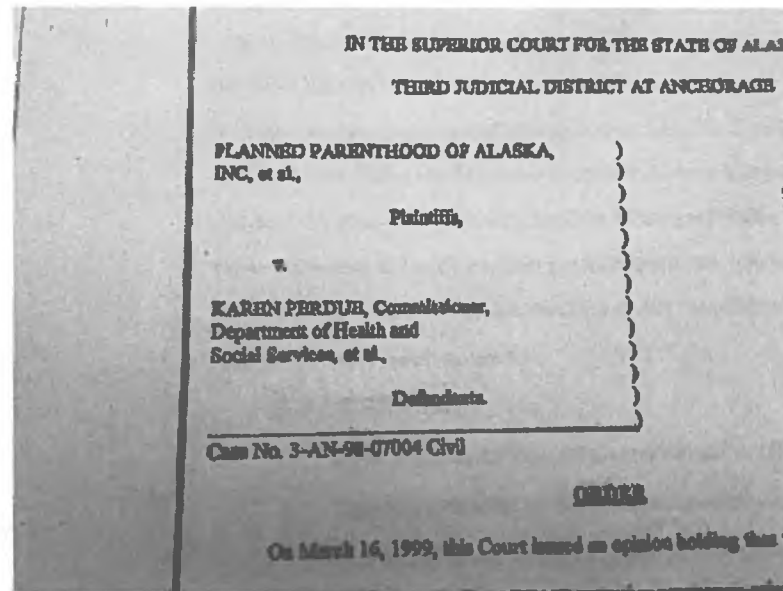 IN THE SUPERIOR COURT FOR THE STATE OF ALAS
THIRD JUDICIAL DISTRICT AT ANCHORAGE
PLANNED PARENTHOOD OF ALASKA,
INC, et al.,
Plaintiffs,
v.
KAREN PERDUE, Commissioner,
Department of Health and
Social Services, et al.,
Defendants.
Case No. 3-AN-98-07004 Civil
ORDER
On March 16, 1999, this Court issued an opinion holding that